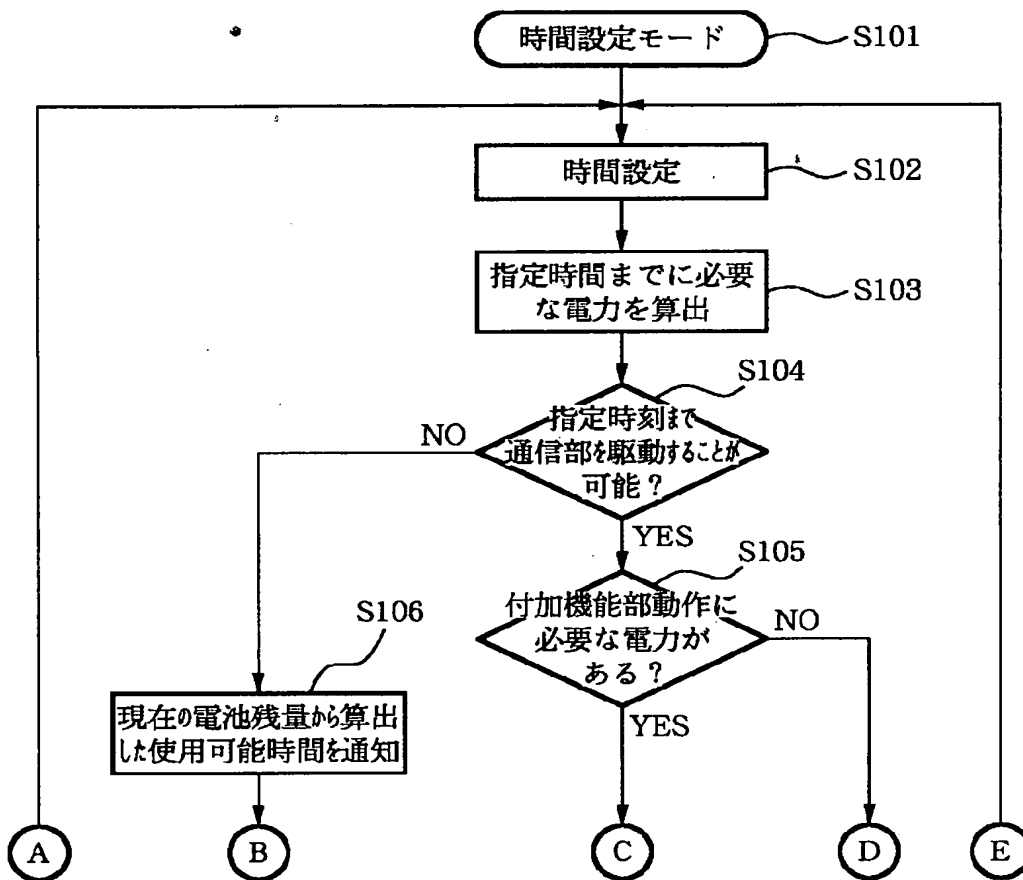 時間設定モード
S101
時間設定
S102
指定時間までに必要
な電力を算出
S103
S104
指定時刻まで
通信部を駆動することが
可能？
NO
YES
S105
付加機能部動作に
必要な電力が
ある？
NO
YES
S106
現在の電池残量から算出
した使用可能時間を通知
A
B
C
D
E